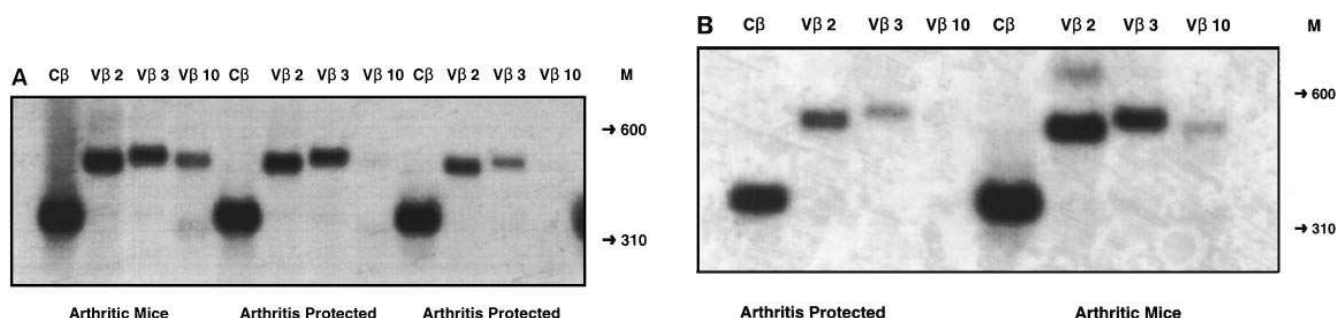 A
Cβ Vβ 2 Vβ 3 Vβ 10 Cβ Vβ 2 Vβ 3 Vβ 10 Cβ Vβ 2 Vβ 3 Vβ 10 M
→ 600
→ 310
Arthritic Mice Arthritis Protected Arthritis Protected
B
Cβ Vβ 2 Vβ 3 Vβ 10 Cβ Vβ 2 Vβ 3 Vβ 10 M
→ 600
→ 310
Arthritis Protected Arthritic Mice